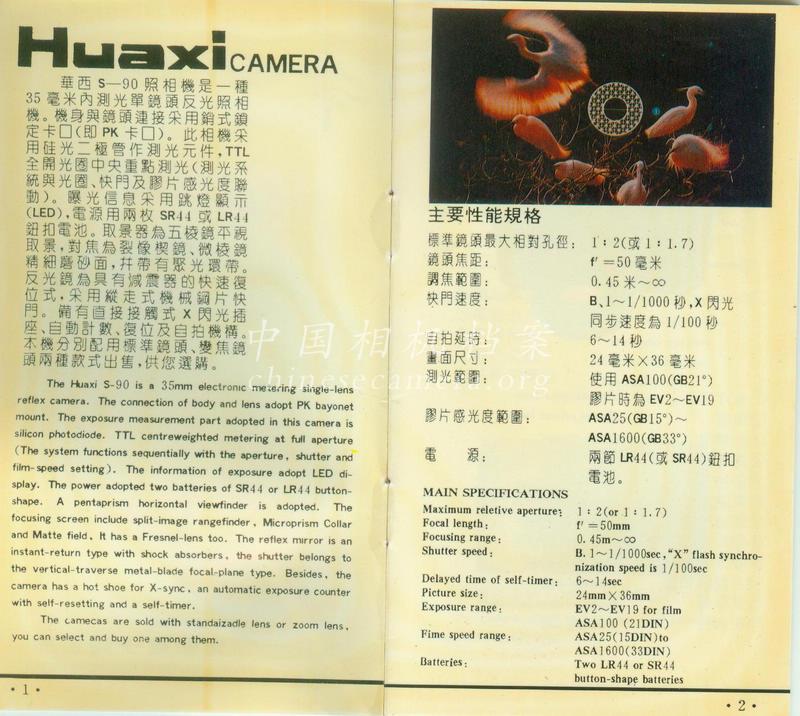 Huaxi CAMERA
華西 S—90 照相機是一種
35 毫米內測光單鏡頭反光照相
機。機身與鏡頭連接采用銷式鎖
定卡口(即 PK 卡口)。此相機采
用硅光二極管作測光元件,TTL
全開光圈中央重點測光(測光系
統與光圈、快門及膠片感光度聯
動)。曝光信息采用跳燈顯示
(LED),電源用兩枚 SR44 或 LR44
鈕扣電池。取景器為五棱鏡平視
取景,對焦為裂像楔鏡、微棱鏡
精細磨砂面,幷帶有聚光環帶。
反光鏡為具有減震器的快速復
位式,采用縱走式機械鋼片快
門。備有直接接觸式 X 閃光插
座、自動計數、復位及自拍機構。
本機分別配用標準鏡頭、變焦鏡
頭兩種款式出售,供您選購。
The Huaxi S-90 is a 35mm electronic metering single-lens
reflex camera. The connection of body and lens adopt PK bayonet
mount. The exposure measurement part adopted in this camera is
silicon photodiode. TTL centreweighted metering at full aperture
(The system functions sequentially with the aperture, shutter and
film-speed setting). The information of exposure adopt LED di-
splay. The power adopted two batteries of SR44 or LR44 button-
shape. A pentaprism horizontal viewfinder is adopted. The
focusing screen include split-image rangefinder, Microprism Collar
and Matte field, It has a Fresnel-lens too. The reflex mirror is an
instant-return type with shock absorbers, the shutter belongs to
the vertical-traverse metal-blade focal-plane type. Besides, the
camera has a hot shoe for X-sync, an automatic exposure counter
with self-resetting and a self-timer.
The camecas are sold with standaizadle lens or zoom lens,
you can select and buy one among them.
· 1 ·
主要性能規格
標準鏡頭最大相對孔徑: 1:2(或 1:1.7)
鏡頭焦距: f′=50 毫米
調焦範圍: 0.45 米~∞
快門速度: B、1~1/1000 秒,X 閃光
同步速度為 1/100 秒
自拍延時: 6~14 秒
畫面尺寸: 24 毫米×36 毫米
測光範圍: 使用 ASA100(GB21°)
膠片時為 EV2~EV19
膠片感光度範圍: ASA25(GB15°)~
ASA1600(GB33°)
電 源: 兩節 LR44(或 SR44)鈕扣
電池。
MAIN SPECIFICATIONS
Maximum reletive aperture: 1:2(or 1:1.7)
Focal length: f′=50mm
Focusing range: 0.45m~∞
Shutter speed: B. 1~1/1000sec, "X" flash synchro-
nization speed is 1/100sec
Delayed time of self-timer: 6~14sec
Picture size: 24mm×36mm
Exposure range: EV2~EV19 for film
ASA100 (21DIN)
Fime speed range: ASA25(15DIN)to
ASA1600(33DIN)
Batteries: Two LR44 or SR44
button-shape batteries
· 2 ·
中国相机档案
chinesecamera.org